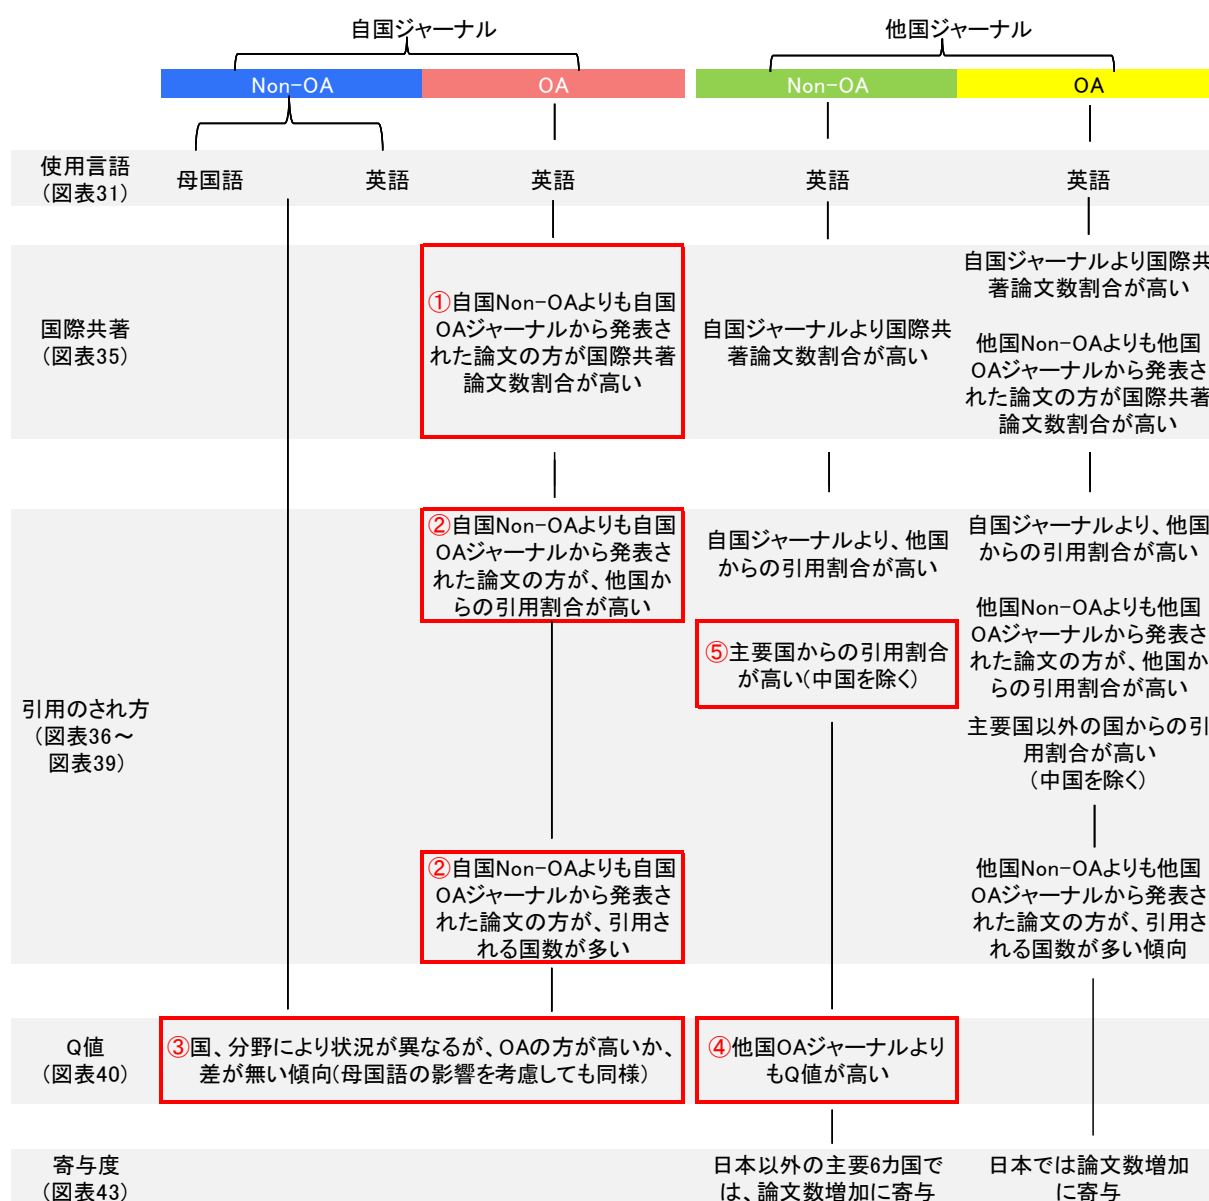 自国ジャーナル
他国ジャーナル
Non-OA
OA
Non-OA
OA
使用言語
(図表31)
母国語
英語
英語
英語
英語
国際共著
(図表35)
①自国Non-OAよりも自国
OAジャーナルから発表さ
れた論文の方が国際共著
論文数割合が高い
自国ジャーナルより国際共
著論文数割合が高い
自国ジャーナルより国際共
著論文数割合が高い
他国Non-OAよりも他国
OAジャーナルから発表さ
れた論文の方が国際共著
論文数割合が高い
引用のされ方
(図表36～
図表39)
②自国Non-OAよりも自国
OAジャーナルから発表さ
れた論文の方が、他国か
らの引用割合が高い
②自国Non-OAよりも自国
OAジャーナルから発表さ
れた論文の方が、引用さ
れる国数が多い
自国ジャーナルより、他国
からの引用割合が高い
⑤主要国からの引用割合
が高い(中国を除く)
自国ジャーナルより、他国
からの引用割合が高い
他国Non-OAよりも他国
OAジャーナルから発表さ
れた論文の方が、他国か
らの引用割合が高い
主要国以外の国からの引
用割合が高い
(中国を除く)
他国Non-OAよりも他国
OAジャーナルから発表さ
れた論文の方が、引用さ
れる国数が多い傾向
Q値
(図表40)
③国、分野により状況が異なるが、OAの方が高いか、
差が無い傾向(母国語の影響を考慮しても同様)
④他国OAジャーナルより
もQ値が高い
寄与度
(図表43)
日本以外の主要6カ国で
は、論文数増加に寄与
日本では論文数増加
に寄与